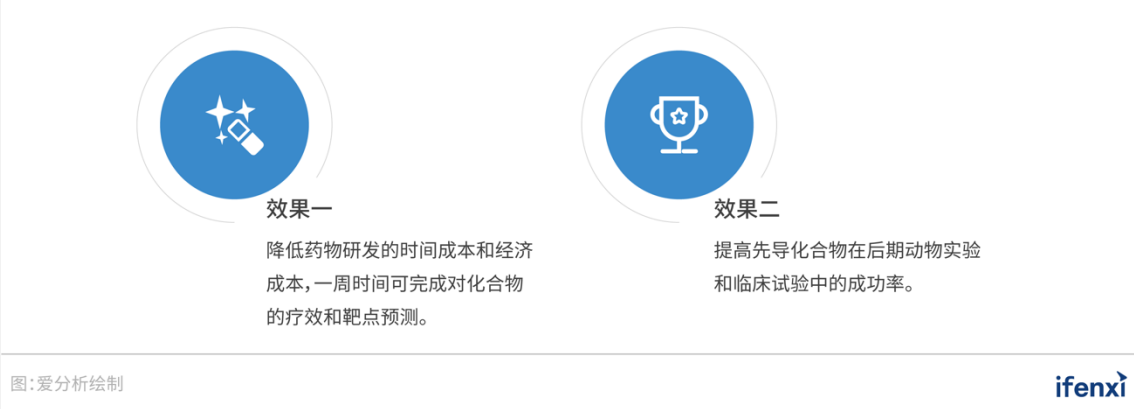 效果一
降低药物研发的时间成本和经济
成本，一周时间可完成对化合物
的疗效和靶点预测。
效果二
提高先导化合物在后期动物实验
和临床试验中的成功率。
图：爱分析绘制
ifenxi